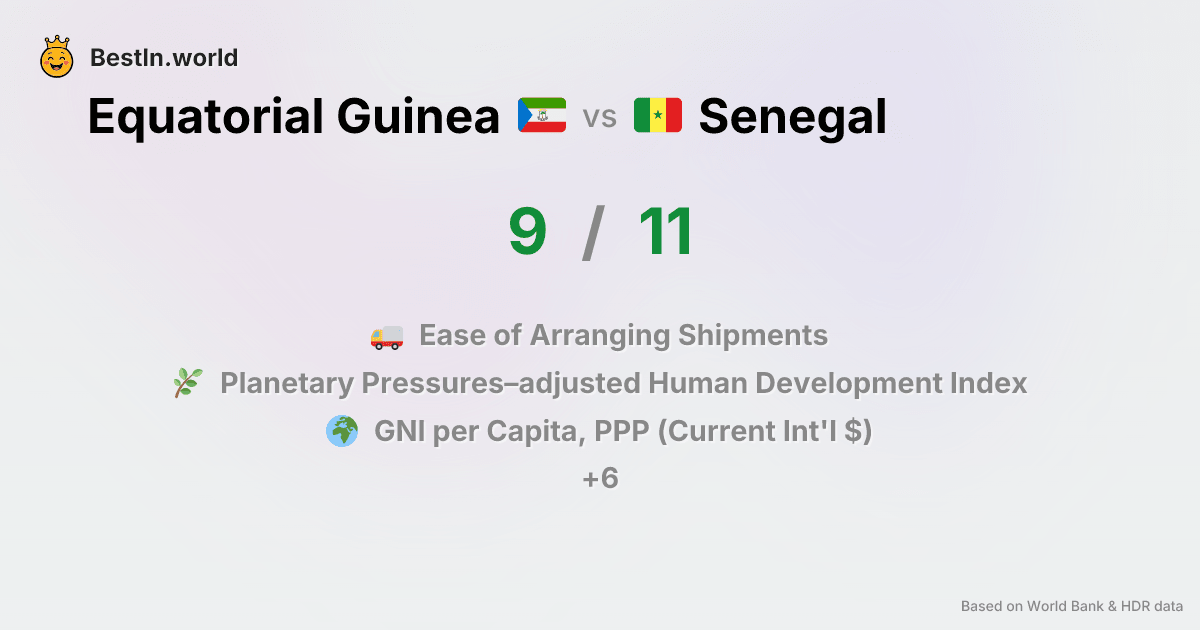 BestIn.world
Equatorial Guinea vs Senegal
9 / 11
Ease of Arranging Shipments
Planetary Pressures–adjusted Human Development Index
GNI per Capita, PPP (Current Int'l $)
+6
Based on World Bank & HDR data